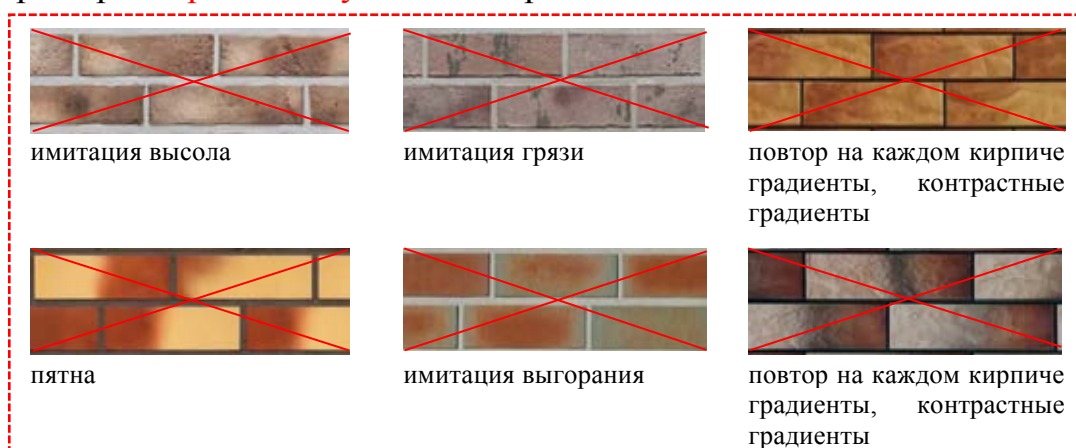 имитация высола
имитация грязи
повтор на каждом кирпиче
градиенты, контрастные
градиенты
пятна
имитация выгорания
повтор на каждом кирпиче
градиенты, контрастные
градиенты